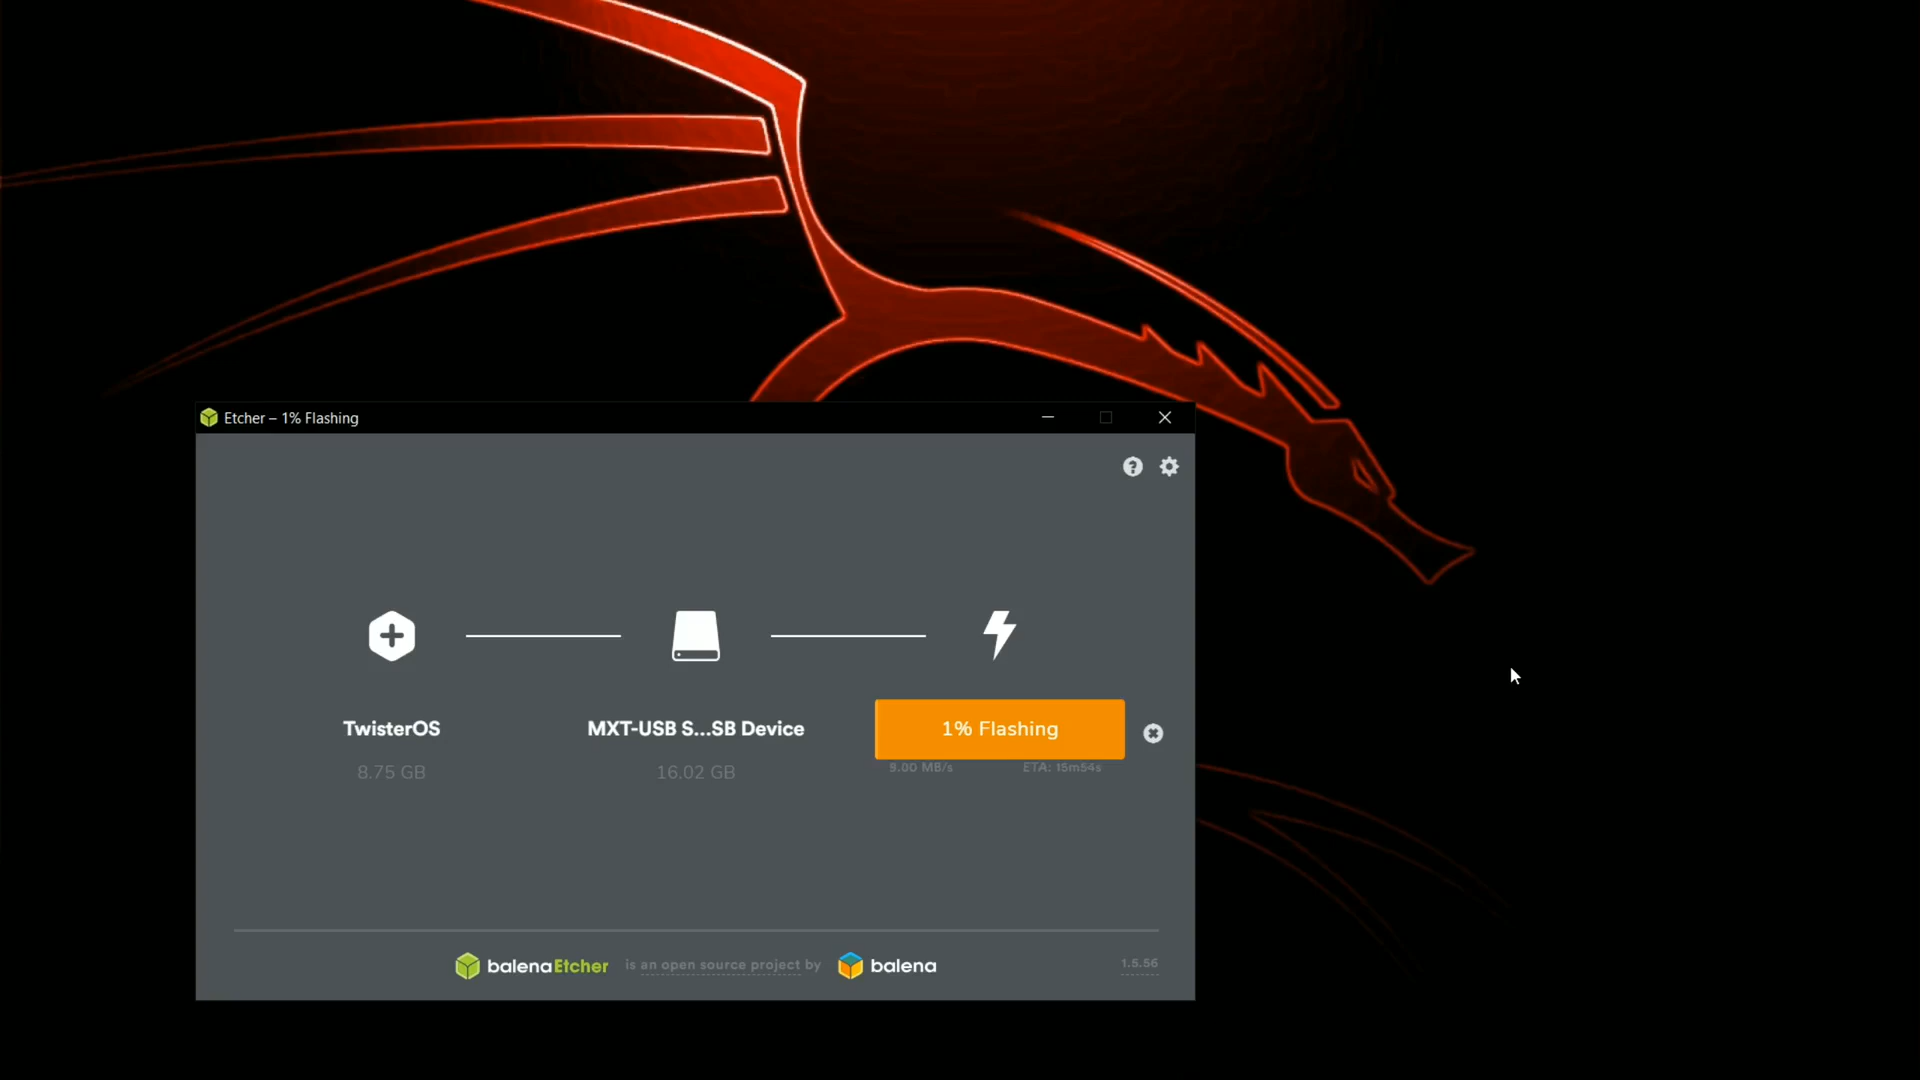 Etcher – 1% Flashing
TwisterOS
MXT-USB S...SB Device
1% Flashing
8.75 GB
16.02 GB
9.00 MB/s
ETA: 15m54s
balenaEtcher is an open source project by balena
1.5.56